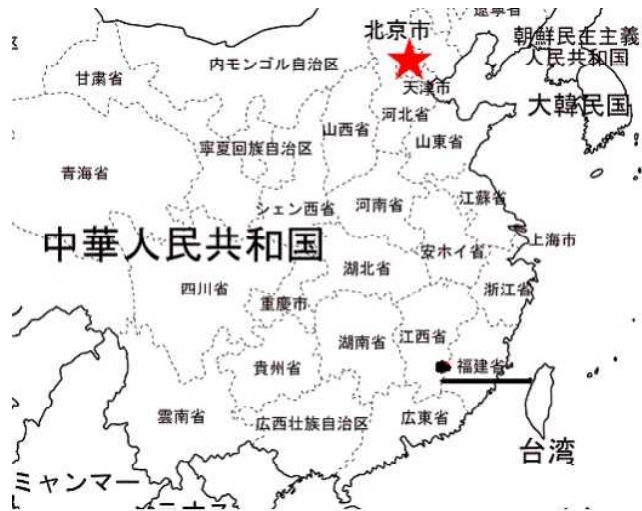 遼寧省
北京市
朝鮮民主主義
人民共和国
内モンゴル自治区
甘粛省
天津市
大韓民国
河北省
山西省
山東省
寧夏回族自治区
青海省
江蘇省
シェン西省
河南省
中華人民共和国
安ホイ省
上海市
湖北省
四川省
浙江省
重慶市
湖南省
江西省
福建省
貴州省
雲南省
広西壮族自治区
広東省
台湾
ミャンマー